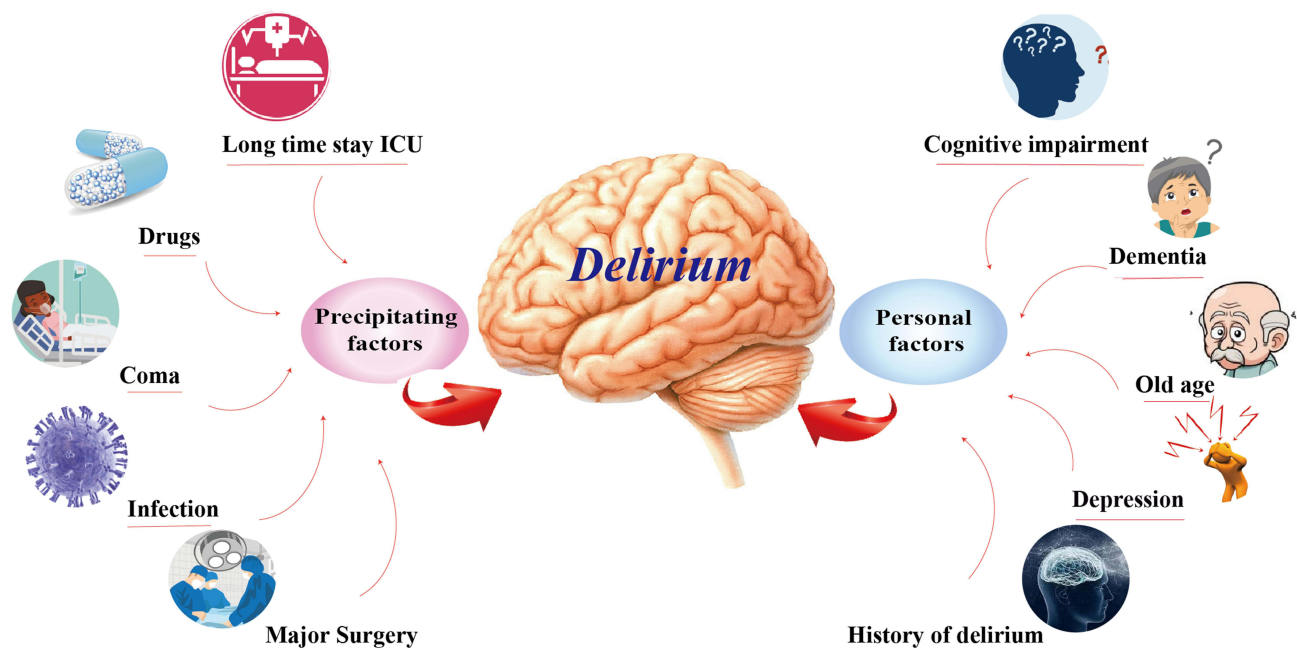 Long time stay ICU
Drugs
Coma
Infection
Major Surgery
Precipitating
factors
Delirium
Personal
factors
Cognitive impairment
Dementia
Old age
Depression
History of delirium